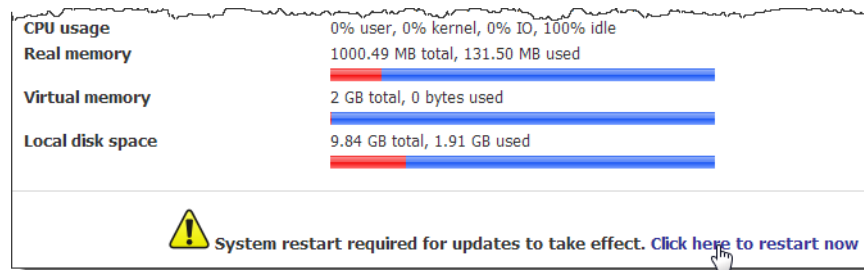 CPU usage 0% user, 0% kernel, 0% IO, 100% idle
Real memory 1000.49 MB total, 131.50 MB used
Virtual memory 2 GB total, 0 bytes used
Local disk space 9.84 GB total, 1.91 GB used
System restart required for updates to take effect. Click here to restart now